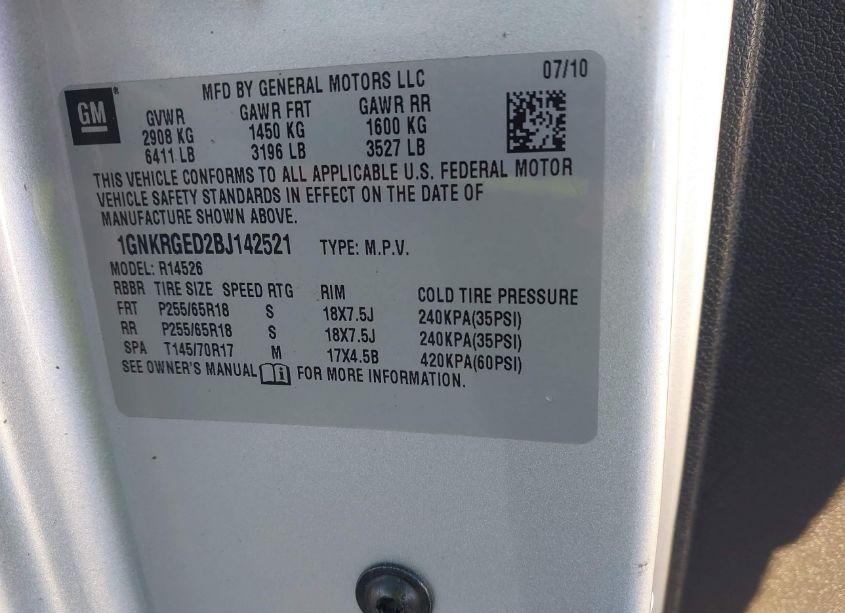 GM
MFD BY GENERAL MOTORS LLC 07/10
GVWR GAWR FRT GAWR RR
2908 KG 1450 KG 1600 KG
6411 LB 3196 LB 3527 LB
THIS VEHICLE CONFORMS TO ALL APPLICABLE U.S. FEDERAL MOTOR
VEHICLE SAFETY STANDARDS IN EFFECT ON THE DATE OF
MANUFACTURE SHOWN ABOVE.
1GNKRGED2BJ142521 TYPE: M.P.V.
MODEL: R14526
RBBR TIRE SIZE SPEED RTG RIM COLD TIRE PRESSURE
FRT P255/65R18 S 18X7.5J 240KPA(35PSI)
RR P255/65R18 S 18X7.5J 240KPA(35PSI)
SPA T145/70R17 M 17X4.5B 420KPA(60PSI)
SEE OWNER'S MANUAL FOR MORE INFORMATION.